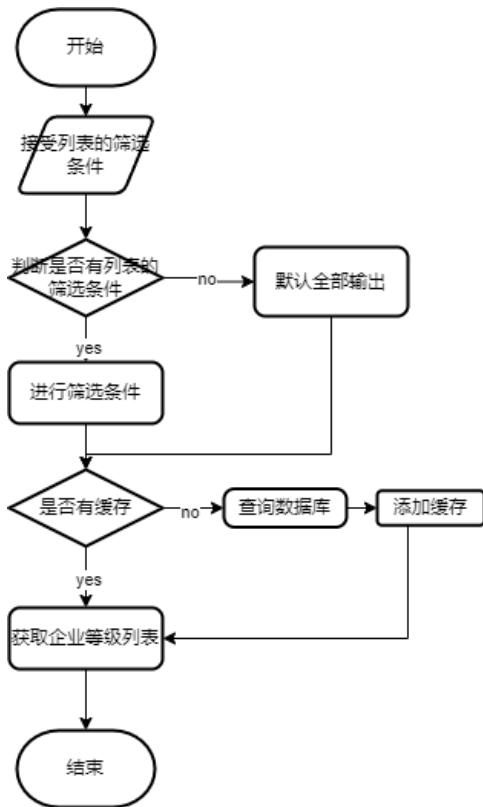 开始
接受列表的筛选
条件
判断是否有列表的
筛选条件
no
默认全部输出
yes
进行筛选条件
是否有缓存
no
查询数据库
添加缓存
yes
获取企业等级列表
结束